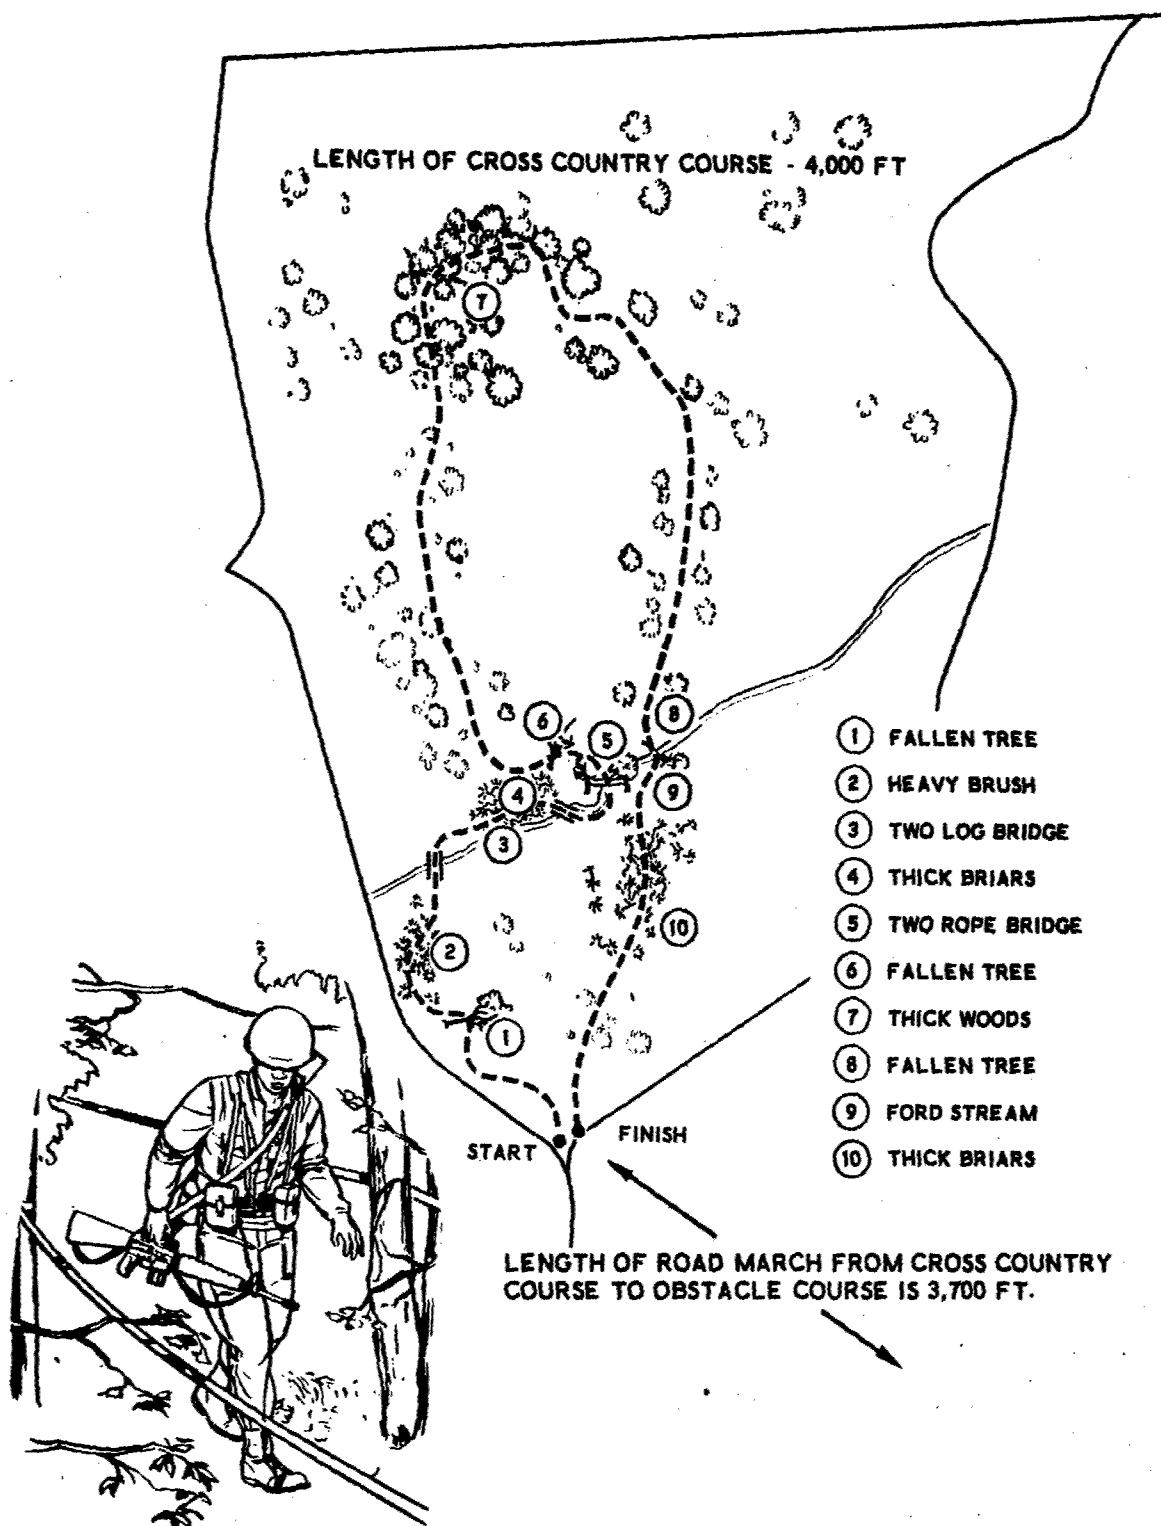 LENGTH OF CROSS COUNTRY COURSE - 4,000 FT
7
6
5
8
4
9
3
2
10
1
START
FINISH
1 FALLEN TREE
2 HEAVY BRUSH
3 TWO LOG BRIDGE
4 THICK BRIARS
5 TWO ROPE BRIDGE
6 FALLEN TREE
7 THICK WOODS
8 FALLEN TREE
9 FORD STREAM
10 THICK BRIARS
LENGTH OF ROAD MARCH FROM CROSS COUNTRY
COURSE TO OBSTACLE COURSE IS 3,700 FT.